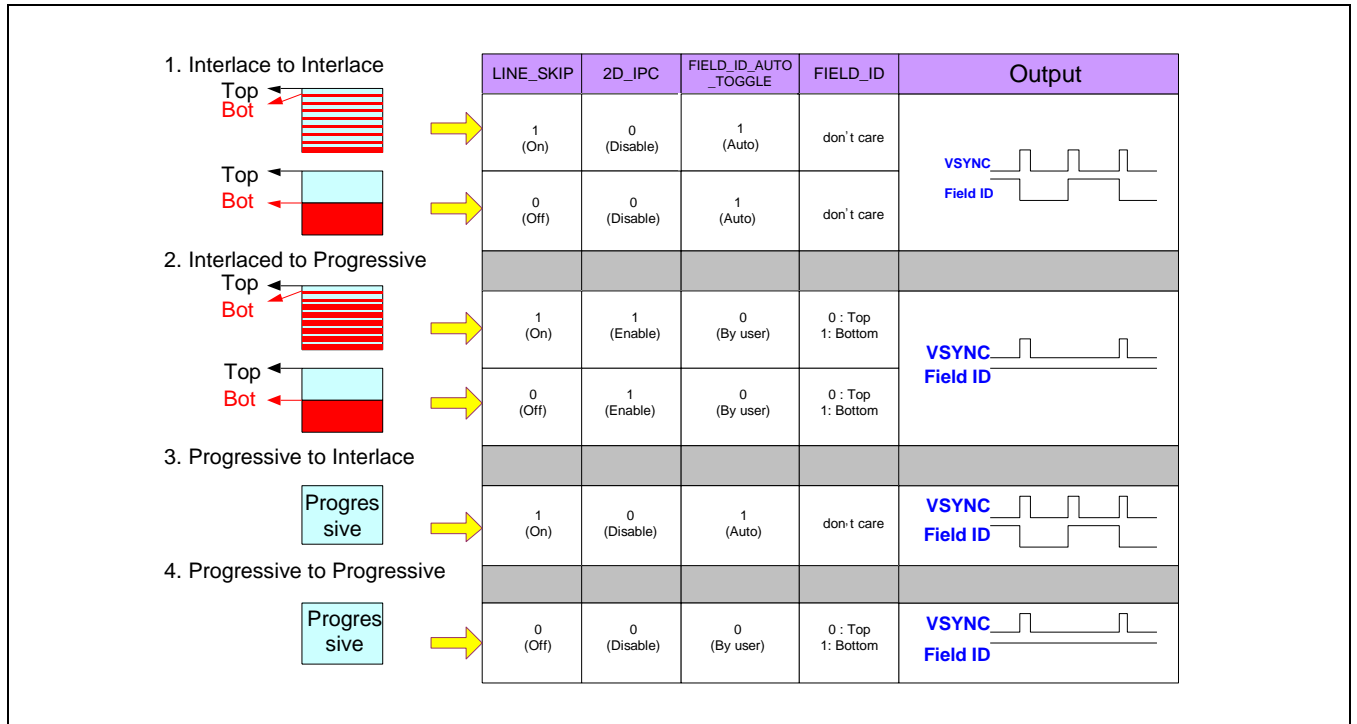 1. Interlace to Interlace
LINE_SKIP 2D_IPC FIELD_ID_AUTO_TOGGLE FIELD_ID Output
Top
Bot
1 (On) 0 (Disable) 1 (Auto) don't care
VSYNC
Field ID
Top
Bot
0 (Off) 0 (Disable) 1 (Auto) don't care
2. Interlaced to Progressive
Top
Bot
1 (On) 1 (Enable) 0 (By user) 0 : Top 1: Bottom
VSYNC
Field ID
Top
Bot
0 (Off) 1 (Enable) 0 (By user) 0 : Top 1: Bottom
3. Progressive to Interlace
Progres
sive
1 (On) 0 (Disable) 1 (Auto) don't care
VSYNC
Field ID
4. Progressive to Progressive
Progres
sive
0 (Off) 0 (Disable) 0 (By user) 0 : Top 1: Bottom
VSYNC
Field ID